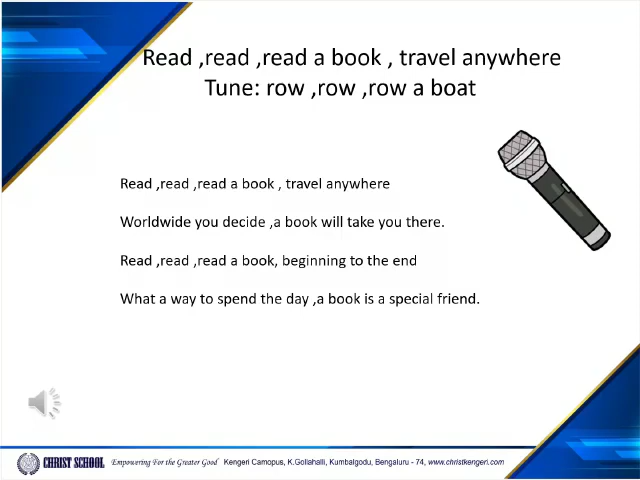 Read ,read ,read a book , travel anywhere
Tune: row ,row ,row a boat
Read ,read ,read a book , travel anywhere
Worldwide you decide ,a book will take you there.
Read ,read ,read a book, beginning to the end
What a way to spend the day ,a book is a special friend.
CHRIST SCHOOL Empowering For the Greater Good Kengeri Camopus, K.Gollahalli, Kumbalgodu, Bengaluru - 74, www.christkengeri.com